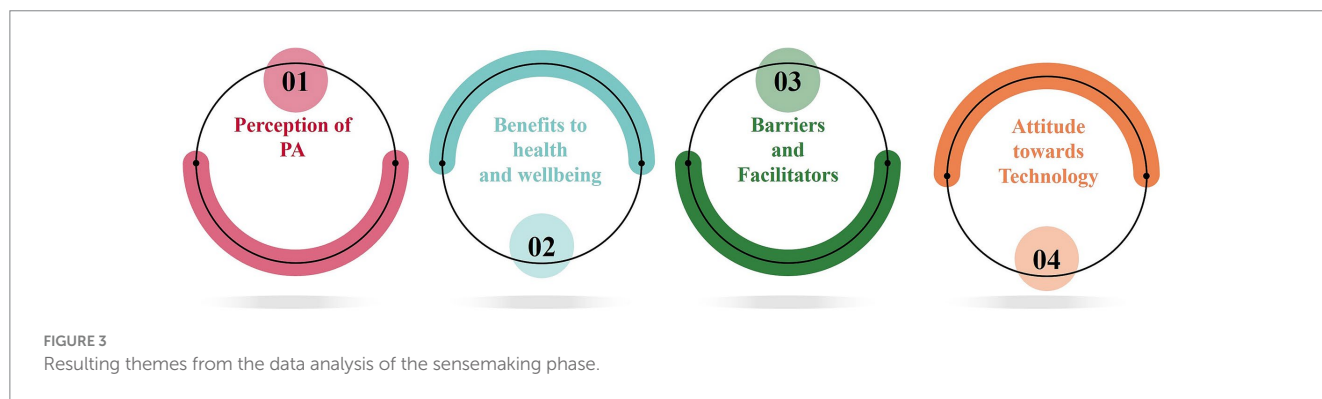 01
Perception of
PA
Benefits to
health
and wellbeing
02
03
Barriers
and
Facilitators
Attitude
towards
Technology
04
FIGURE 3
Resulting themes from the data analysis of the sensemaking phase.